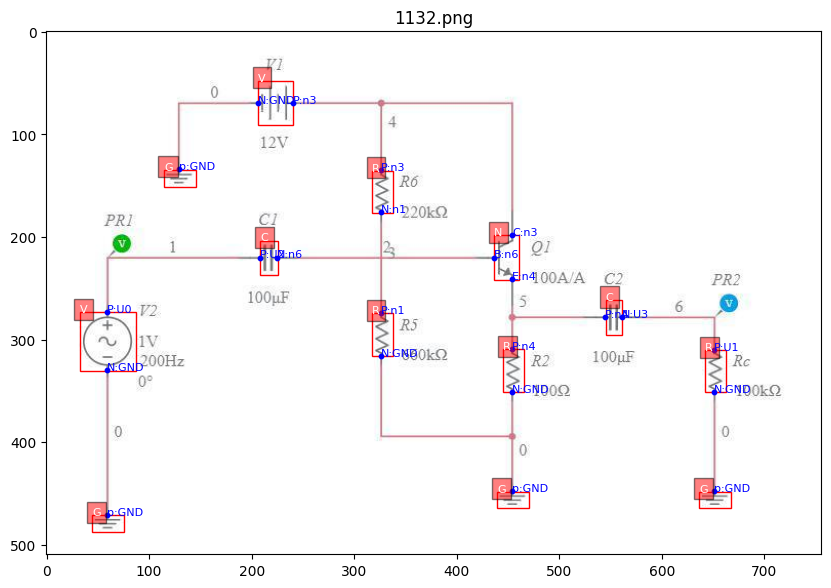 1132.png
V1
V
0
N:GND P:n3
4
12V
G p:GND
R P:n3
R6
220kΩ
N:n1
PR1
v
C1
C
1
2
3
N:n6
N
C:n3
Q1
B:n6
100A/A
E:n4
C2
C
PR2
v
5
6
N:U3
100µF
100µF
V
P:U0
V2
1V
200Hz
0°
N:GND
R P:n1
R5
N:GND
R P:n4
R2
100Ω
N:GND
R P:U1
Rc
100kΩ
N:GND
0
0
0
G p:GND
G p:GND
G p:GND
0
100
200
300
400
500
0
100
200
300
400
500
600
700